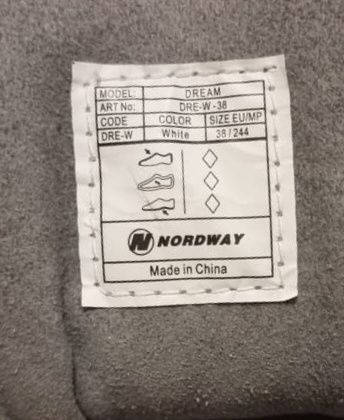 MODEL: DREAM
ART No: DRE-W-38
CODE COLOR SIZE EU/MP
DRE-W White 38/244
NORDWAY
Made in China